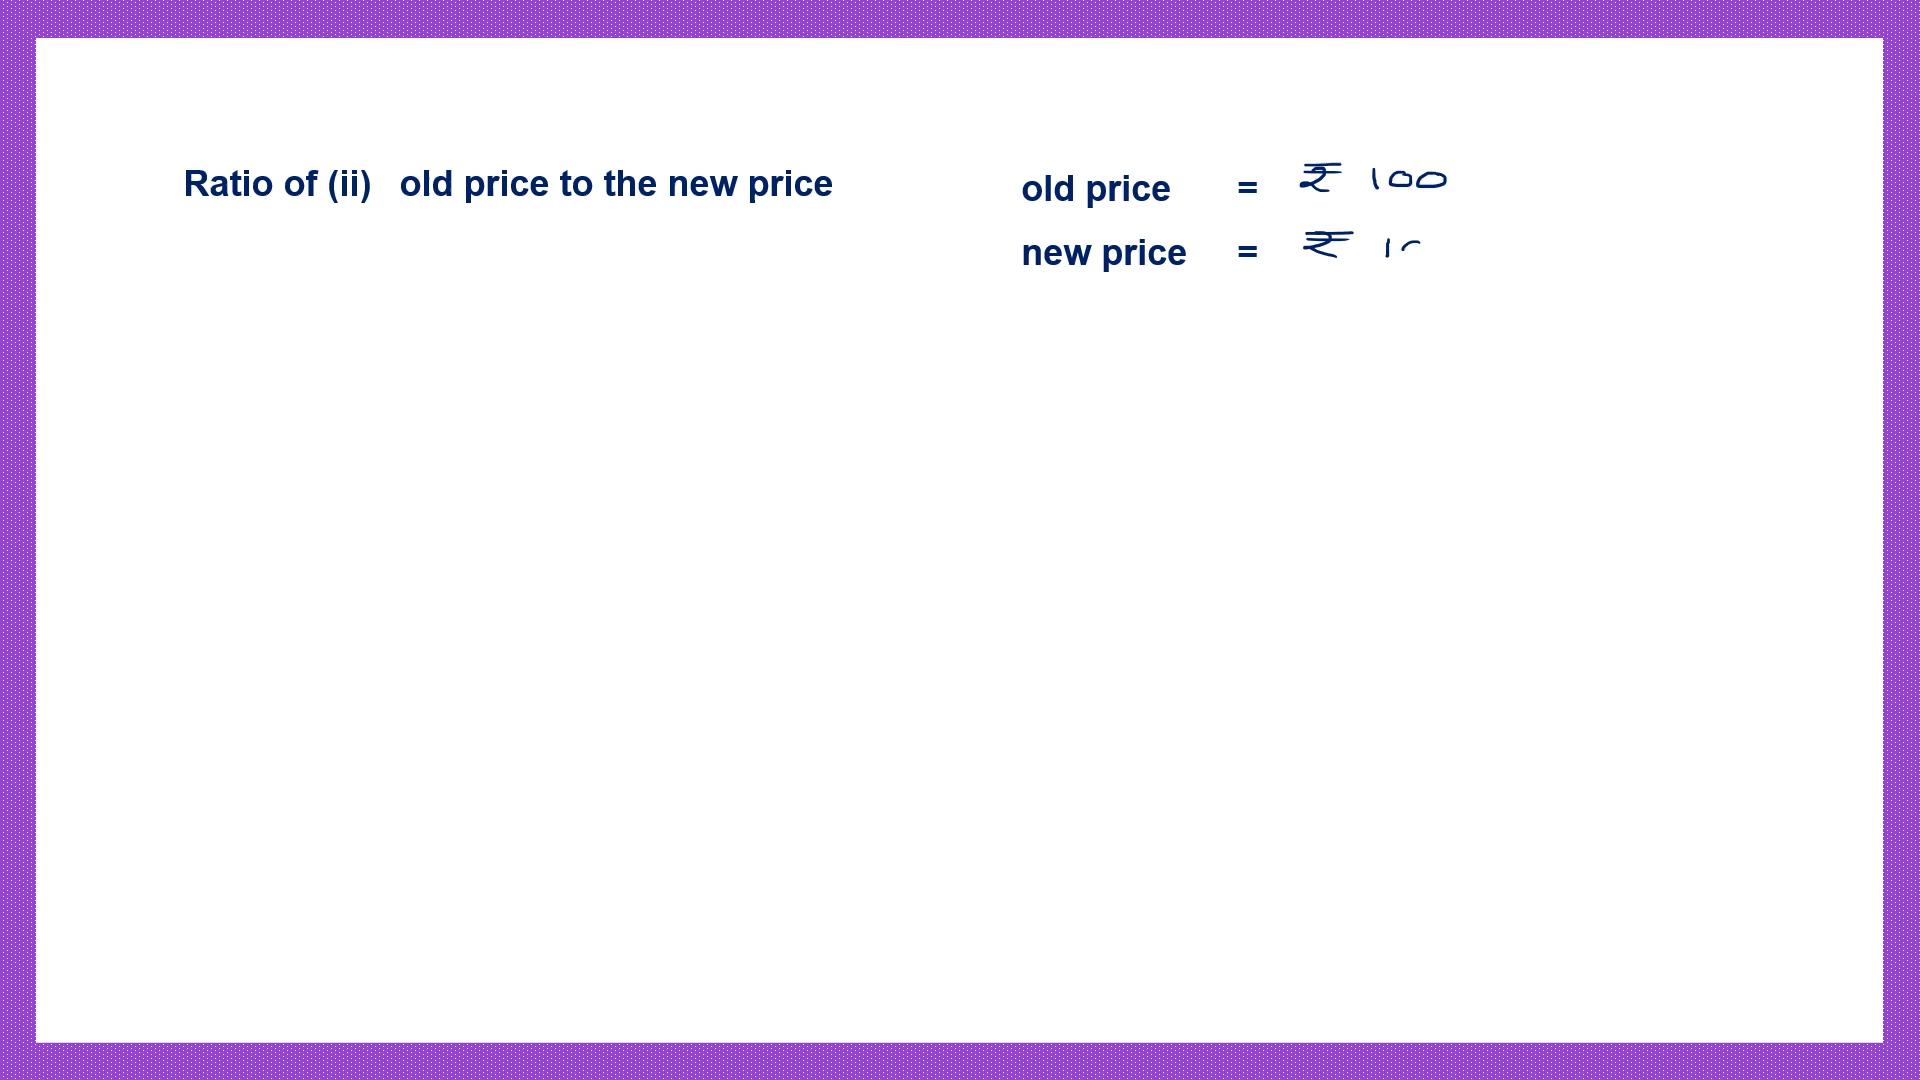 Ratio of (ii) old price to the new price
old price = ₹ 100
new price = ₹